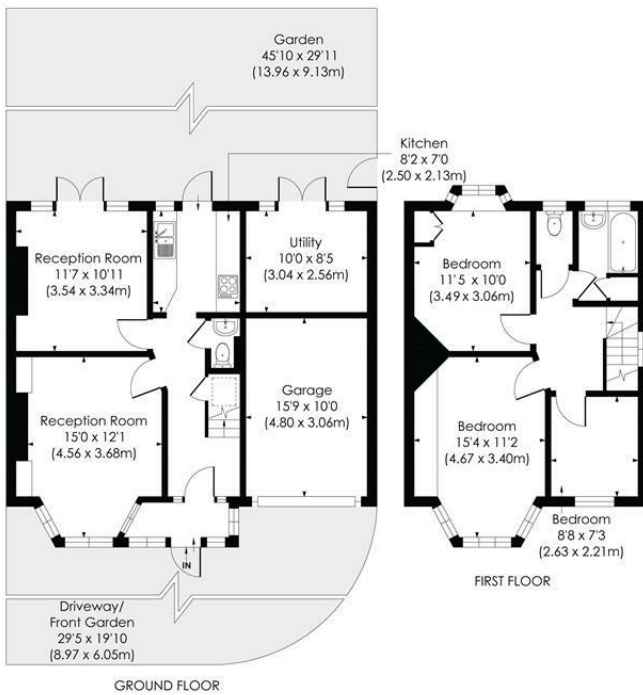 Garden
45'10 x 29'11
(13.96 x 9.13m)
Kitchen
8'2 x 7'0
(2.50 x 2.13m)
Reception Room
11'7 x 10'11
(3.54 x 3.34m)
Utility
10'0 x 8'5
(3.04 x 2.56m)
Bedroom
11'5 x 10'0
(3.49 x 3.06m)
Reception Room
15'0 x 12'1
(4.56 x 3.68m)
Garage
15'9 x 10'0
(4.80 x 3.06m)
Bedroom
15'4 x 11'2
(4.67 x 3.40m)
Bedroom
8'8 x 7'3
(2.63 x 2.21m)
IN
FIRST FLOOR
Driveway/
Front Garden
29'5 x 19'10
(8.97 x 6.05m)
GROUND FLOOR